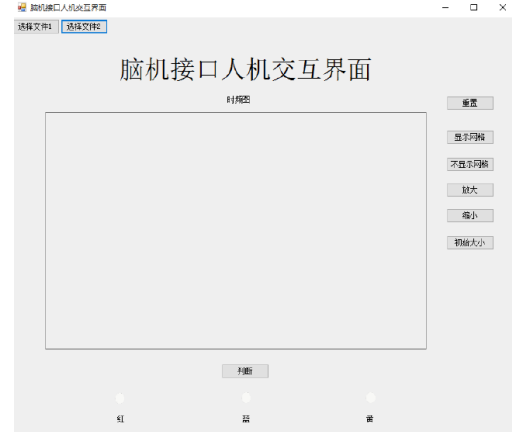 脑机接口人机交互界面
选择文件1 选择文件2
脑机接口人机交互界面
时频图
重置
显示网格
不显示网格
放大
缩小
初始大小
判断
红 蓝 黄